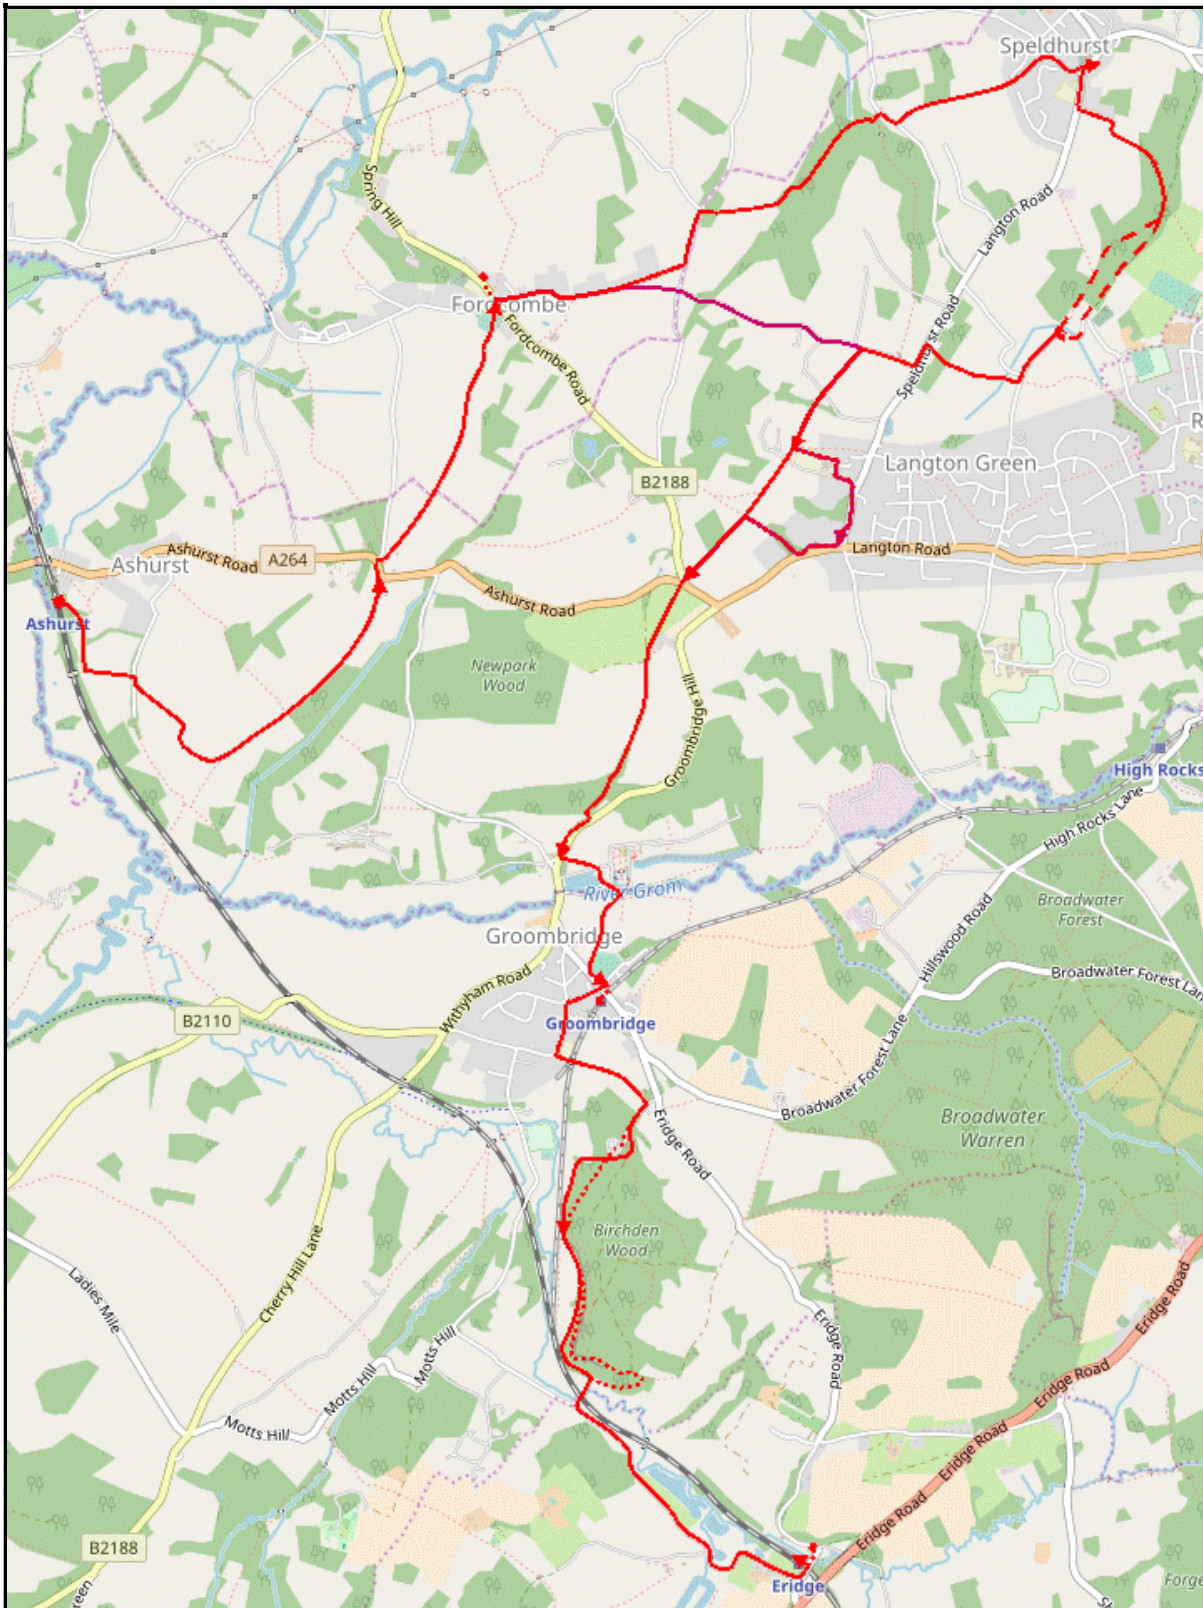 Speldhurst
Spring Hill
Langton Road
Fordcombe
Fordcombe Road
Speldhurst Road
B2188
Langton Green
R
Ashurst Road
A264
Ashurst
Langton Road
Ashurst Road
Ashurst
Newpark
Wood
Groombridge Hill
High Rocks
High Rocks Lane
River Grom
Broadwater
Forest
Groombridge
Hillswood Road
Broadwater Forest Lan
Withyham Road
B2110
Groombridge
Broadwater Forest Lane
Broadwater
Warren
Eridge Road
Birchden
Wood
Cherry Hill Lane
Ladies Mile
Eridge Road
Eridge Road
Motts Hill
Motts Hill
Eridge Road
Motts Hill
Eridge Road
Eridge Road
B2188
Eridge
Forge
reen